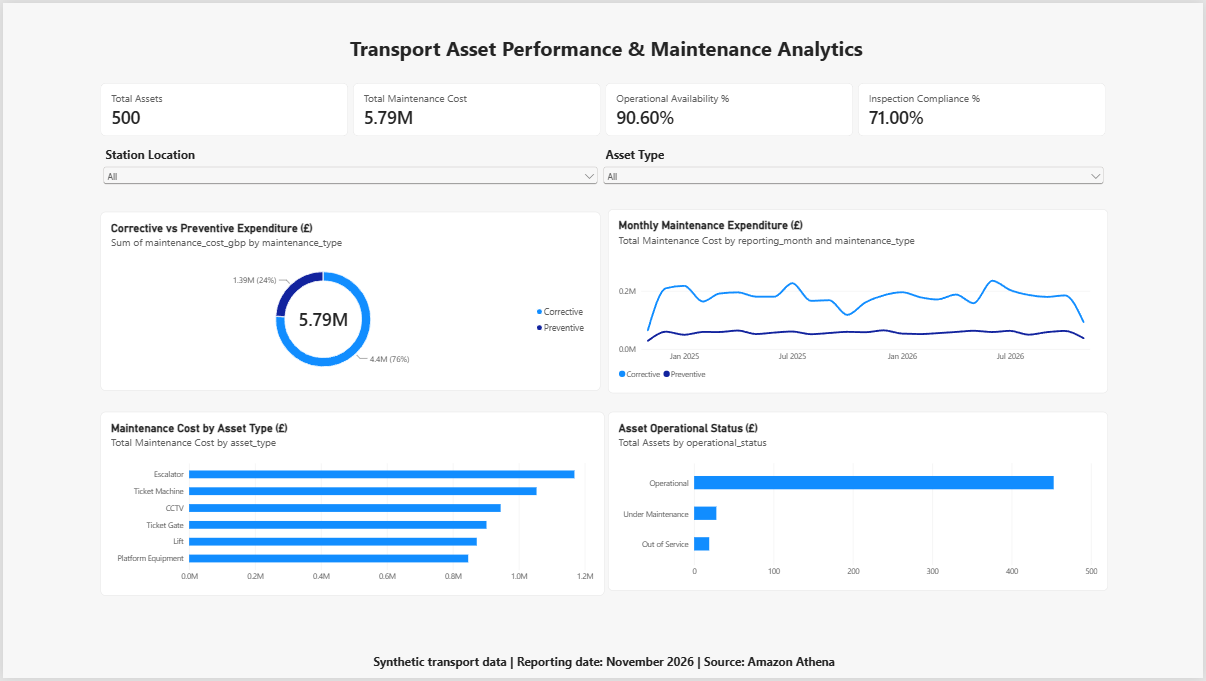 Transport Asset Performance & Maintenance Analytics
Total Assets
500
Total Maintenance Cost
5.79M
Operational Availability %
90.60%
Inspection Compliance %
71.00%
Station Location
All
Asset Type
All
Corrective vs Preventive Expenditure (£)
Sum of maintenance_cost_gbp by maintenance_type
1.39M (24%)
5.79M
4.4M (76%)
Corrective
Preventive
Monthly Maintenance Expenditure (£)
Total Maintenance Cost by reporting_month and maintenance_type
0.2M
0.0M
Jan 2025
Jul 2025
Jan 2026
Jul 2026
Corrective
Preventive
Maintenance Cost by Asset Type (£)
Total Maintenance Cost by asset_type
Escalator
Ticket Machine
CCTV
Ticket Gate
Lift
Platform Equipment
0.0M
0.2M
0.4M
0.6M
0.8M
1.0M
1.2M
Asset Operational Status (£)
Total Assets by operational_status
Operational
Under Maintenance
Out of Service
0
100
200
300
400
500
Synthetic transport data | Reporting date: November 2026 | Source: Amazon Athena